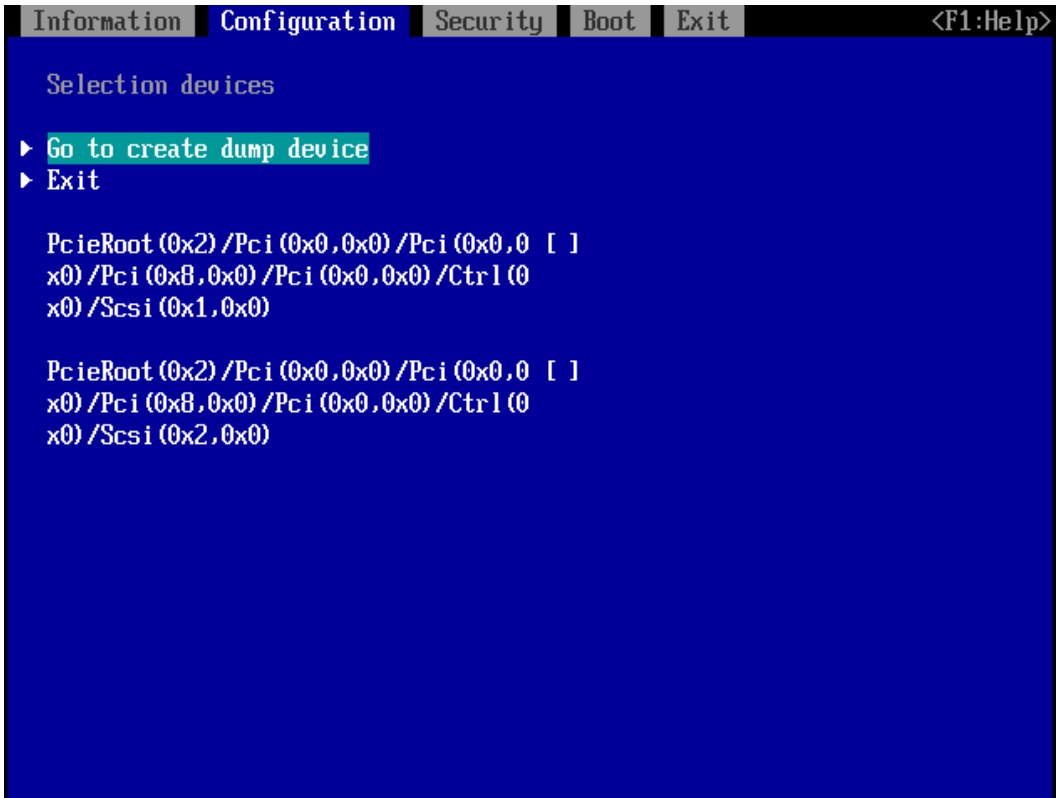 Information Configuration Security Boot Exit <F1:Help>
Selection devices
Go to create dump device
Exit
PcieRoot(0x2)/Pci(0x0,0x0)/Pci(0x0,0 [ ]
x0)/Pci(0x8,0x0)/Pci(0x0,0x0)/Ctrl(0
x0)/Scsi(0x1,0x0)
PcieRoot(0x2)/Pci(0x0,0x0)/Pci(0x0,0 [ ]
x0)/Pci(0x8,0x0)/Pci(0x0,0x0)/Ctrl(0
x0)/Scsi(0x2,0x0)